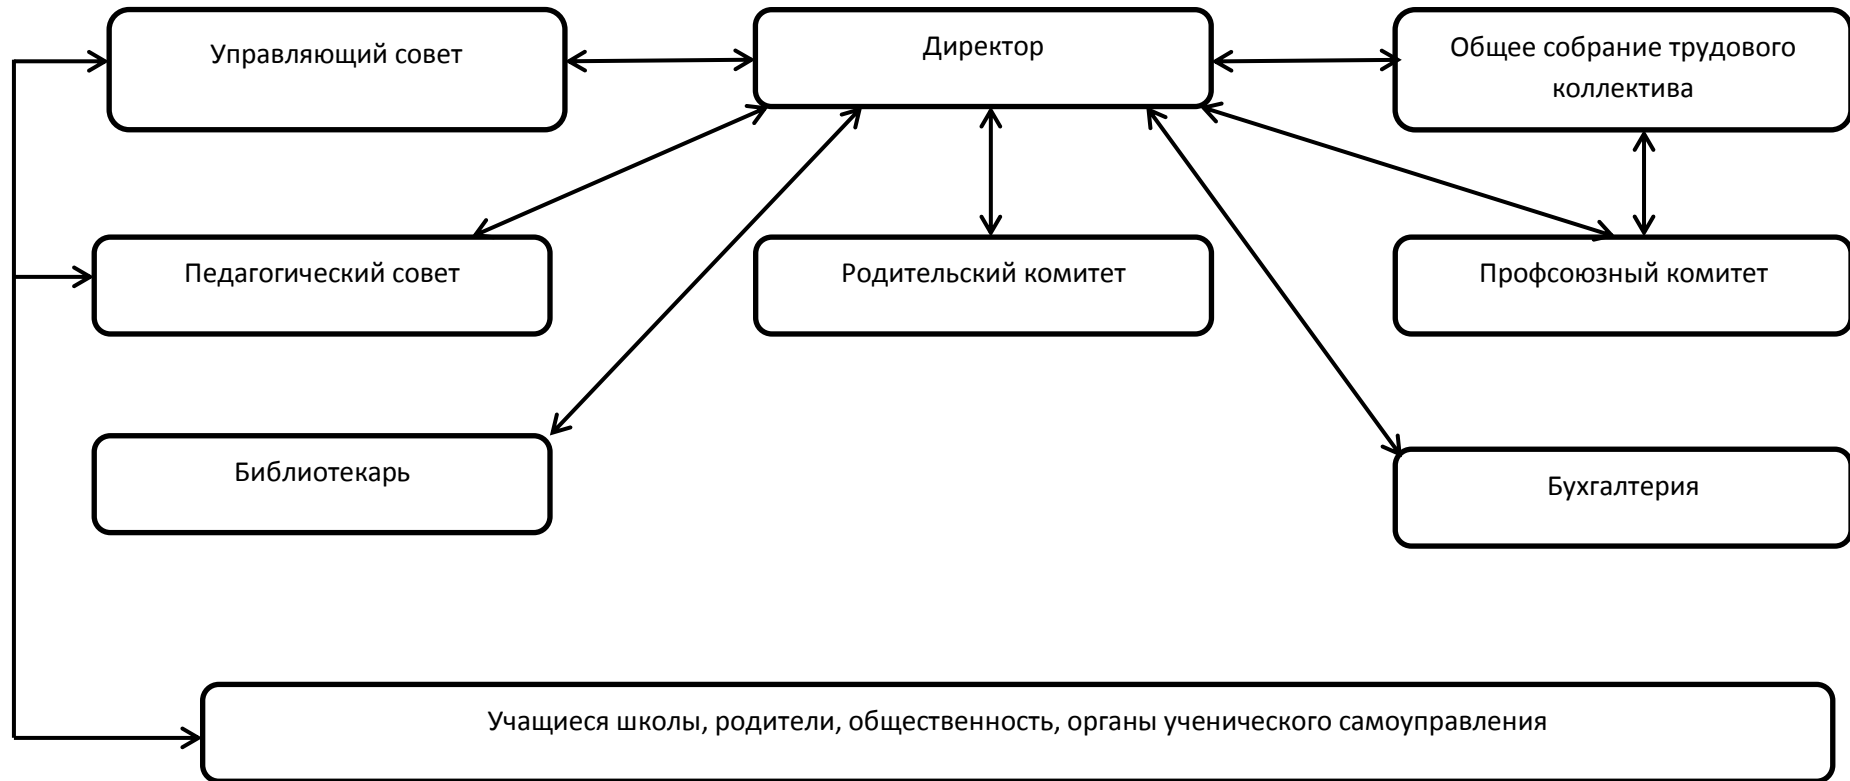 Управляющий совет
Директор
Общее собрание трудового
коллектива
Педагогический совет
Родительский комитет
Профсоюзный комитет
Библиотекарь
Бухгалтерия
Учащиеся школы, родители, общественность, органы ученического самоуправления